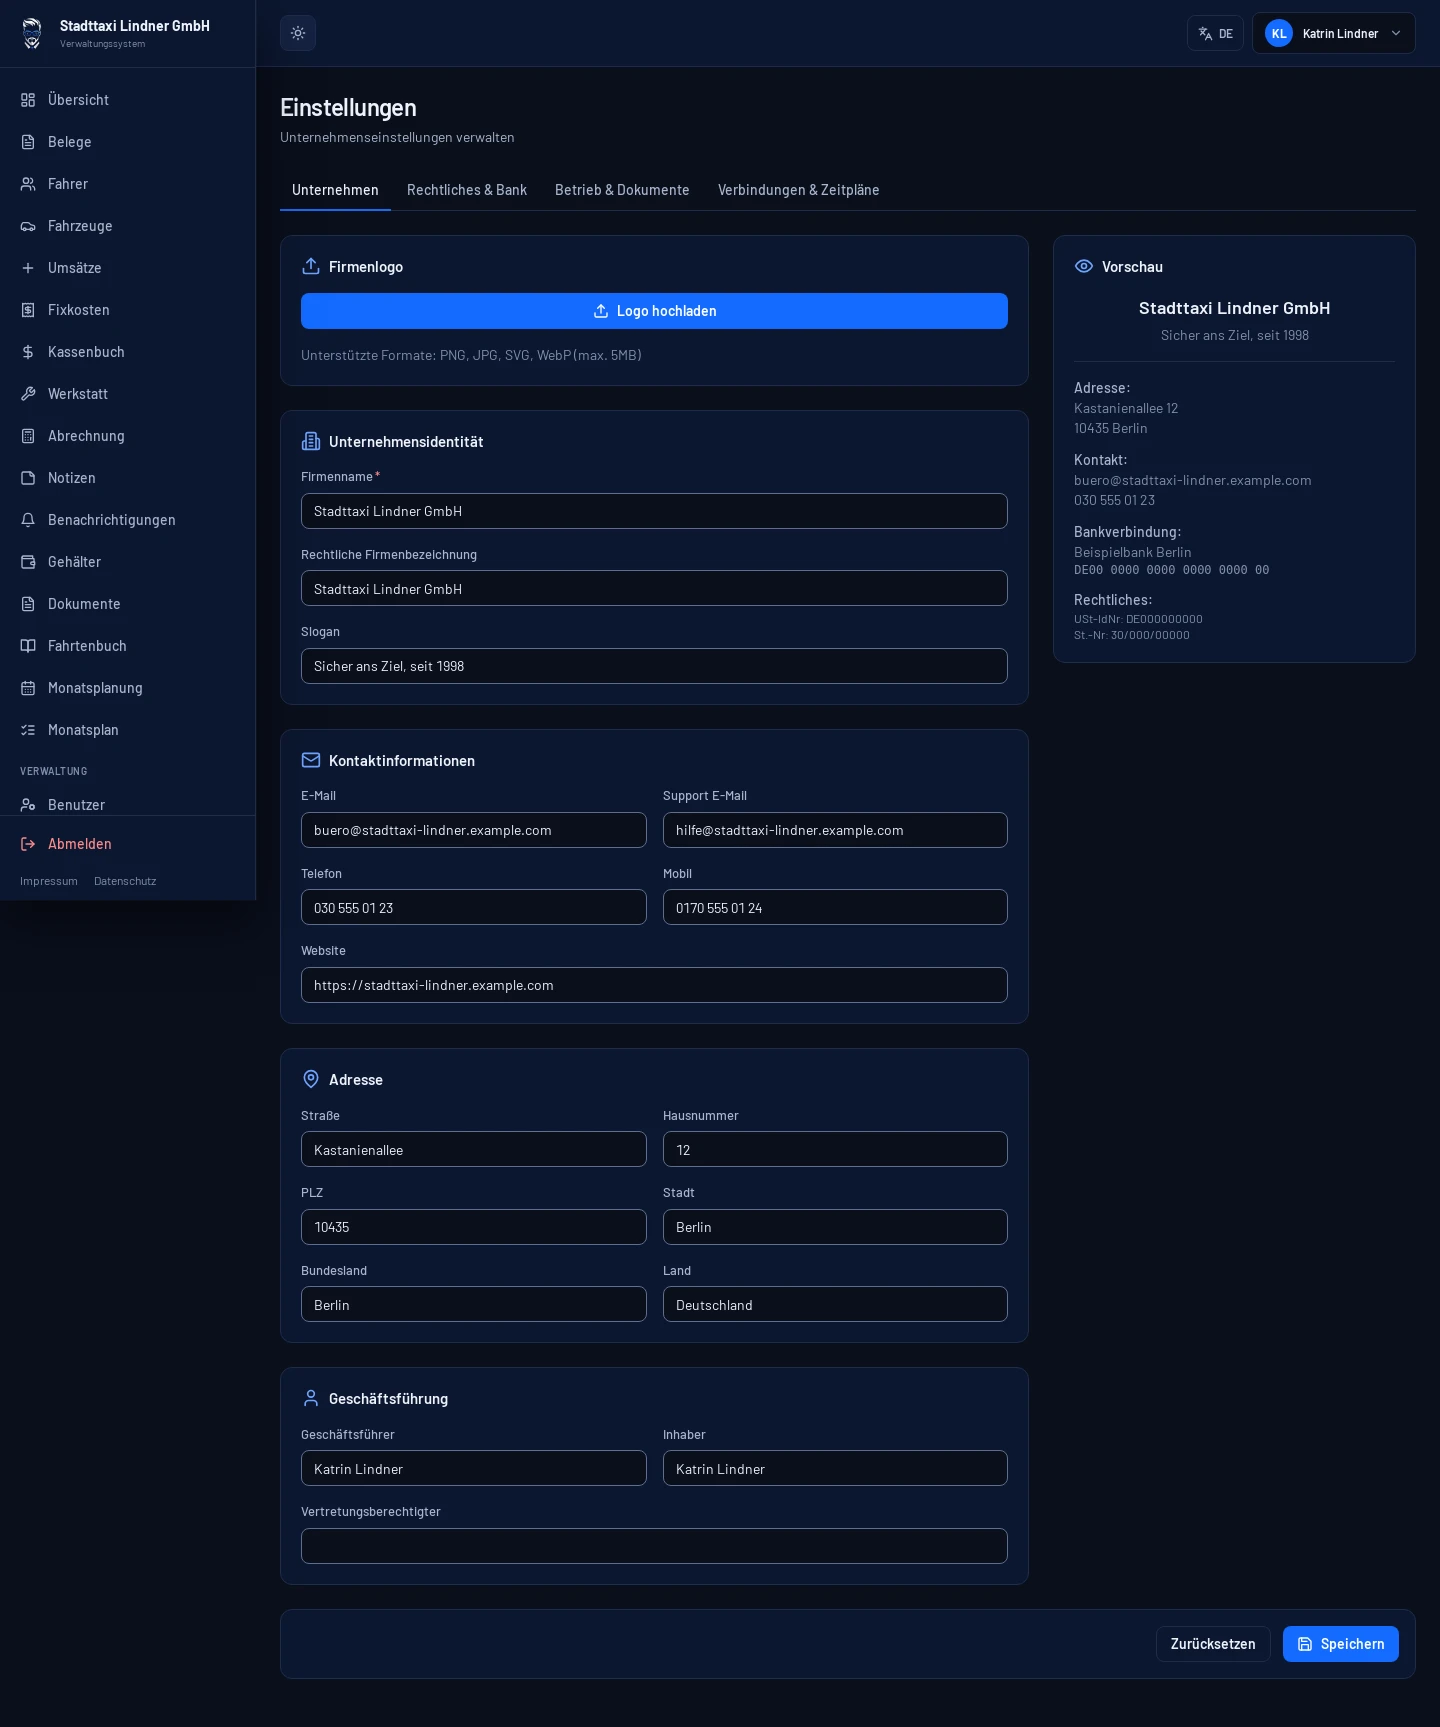 Stadttaxi Lindner GmbH
Verwaltungssystem
DE
KL
Katrin Lindner
Übersicht
Belege
Fahrer
Fahrzeuge
Umsätze
Fixkosten
Kassenbuch
Werkstatt
Abrechnung
Notizen
Benachrichtigungen
Gehälter
Dokumente
Fahrtenbuch
Monatsplanung
Monatsplan
VERWALTUNG
Benutzer
Abmelden
Impressum Datenschutz
Einstellungen
Unternehmenseinstellungen verwalten
Unternehmen Rechtliches & Bank Betrieb & Dokumente Verbindungen & Zeitpläne
Firmenlogo
Logo hochladen
Unterstützte Formate: PNG, JPG, SVG, WebP (max. 5MB)
Unternehmensidentität
Firmenname *
Stadttaxi Lindner GmbH
Rechtliche Firmenbezeichnung
Stadttaxi Lindner GmbH
Slogan
Sicher ans Ziel, seit 1998
Kontaktinformationen
E-Mail Support E-Mail
buero@stadttaxi-lindner.example.com hilfe@stadttaxi-lindner.example.com
Telefon Mobil
030 555 01 23 0170 555 01 24
Website
https://stadttaxi-lindner.example.com
Adresse
Straße Hausnummer
Kastanienallee 12
PLZ Stadt
10435 Berlin
Bundesland Land
Berlin Deutschland
Geschäftsführung
Geschäftsführer Inhaber
Katrin Lindner Katrin Lindner
Vertretungsberechtigter
Vorschau
Stadttaxi Lindner GmbH
Sicher ans Ziel, seit 1998
Adresse:
Kastanienallee 12
10435 Berlin
Kontakt:
buero@stadttaxi-lindner.example.com
030 555 01 23
Bankverbindung:
Beispielbank Berlin
DE00 0000 0000 0000 0000 00
Rechtliches:
USt-IdNr: DE000000000
St.-Nr: 30/000/00000
Zurücksetzen Speichern